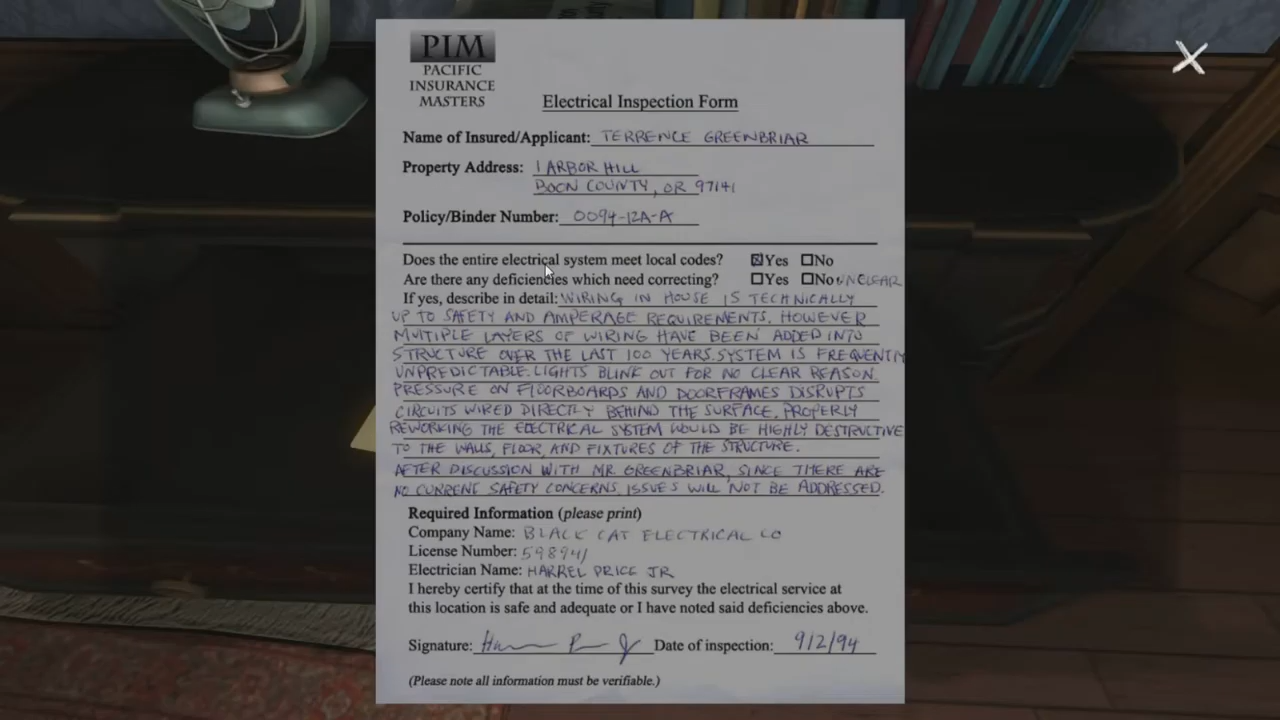 PIM
PACIFIC
INSURANCE
MASTERS
Electrical Inspection Form
Name of Insured/Applicant: TERRENCE GREENBRIAR
Property Address: 1 ARBOR HILL
BOON COUNTY, OR 97141
Policy/Binder Number: 0094-12A-A
Does the entire electrical system meet local codes? ☒Yes ☐No
Are there any deficiencies which need correcting? ☐Yes ☐No UNCLEAR
If yes, describe in detail: WIRING IN HOUSE IS TECHNICALLY
UP TO SAFETY AND AMPERAGE REQUIREMENTS. HOWEVER
MULTIPLE LAYERS OF WIRING HAVE BEEN ADDED INTO
STRUCTURE OVER THE LAST 100 YEARS. SYSTEM IS FREQUENTLY
UNPREDICTABLE. LIGHTS BLINK OUT FOR NO CLEAR REASON.
PRESSURE ON FLOORBOARDS AND DOORFRAMES DISRUPTS
CIRCUITS WIRED DIRECTLY BEHIND THE SURFACE. PROPERLY
REWORKING THE ELECTRICAL SYSTEM WOULD BE HIGHLY DESTRUCTIVE
TO THE WALLS, FLOOR, AND FIXTURES OF THE STRUCTURE.
AFTER DISCUSSION WITH MR. GREENBRIAR, SINCE THERE ARE
NO CURRENT SAFETY CONCERNS, ISSUES WILL NOT BE ADDRESSED.
Required Information (please print)
Company Name: BLACK CAT ELECTRICAL CO
License Number: 598941
Electrician Name: HARREL PRICE JR
I hereby certify that at the time of this survey the electrical service at
this location is safe and adequate or I have noted said deficiencies above.
Signature: Date of inspection: 9/2/94
(Please note all information must be verifiable.)